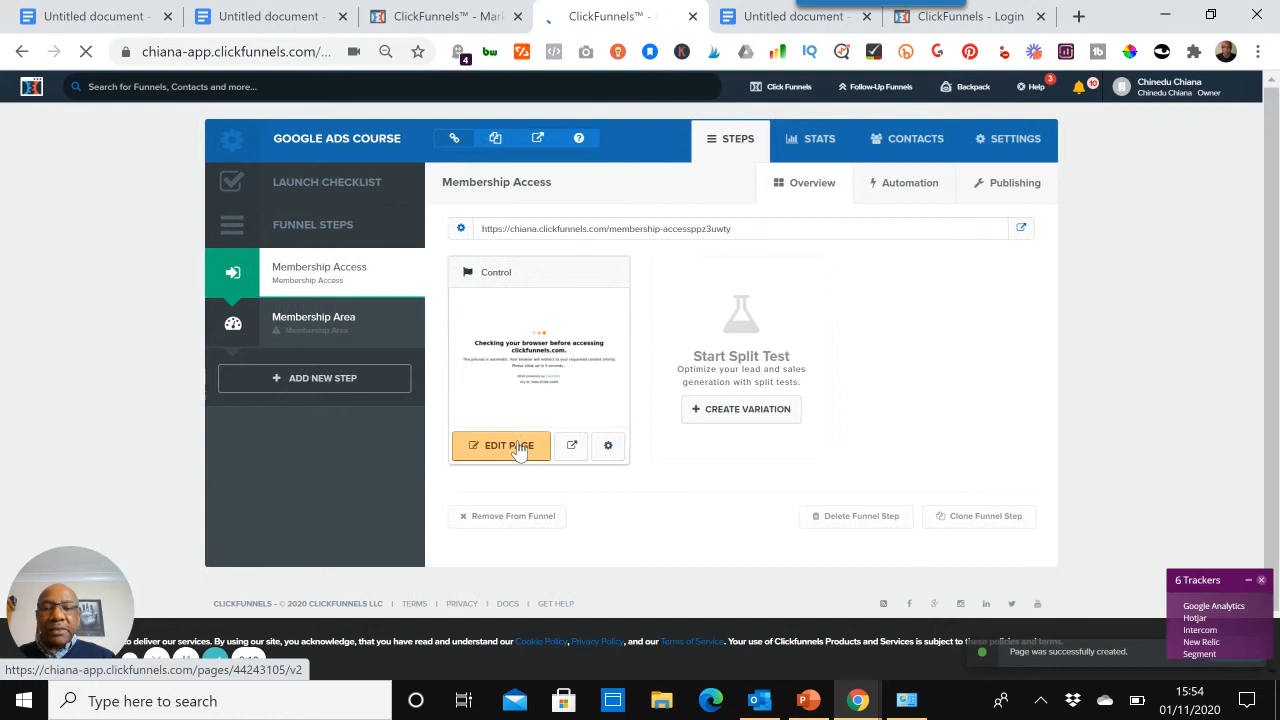 Untitled document
ClickFunnels™ - Mark
ClickFunnels™
Untitled document
ClickFunnels - Login
chiana-app.clickfunnels.com/...
bw
4
Search for Funnels, Contacts and more...
Click Funnels
Follow-Up Funnels
Backpack
Help
3
10
Chinedu Chiana
Chinedu Chiana Owner
GOOGLE ADS COURSE
STEPS
STATS
CONTACTS
SETTINGS
LAUNCH CHECKLIST
FUNNEL STEPS
Membership Access
Membership Access
Membership Area
Membership Area
ADD NEW STEP
Membership Access
Overview
Automation
Publishing
https://chiana.clickfunnels.com/membership-accessppz3uwty
Control
Checking your browser before accessing
clickfunnels.com.
This process is automatic. Your browser will redirect to your requested content shortly.
Please allow up to 5 seconds...
EDIT PAGE
Start Split Test
Optimize your lead and sales
generation with split tests.
CREATE VARIATION
Remove From Funnel
Delete Funnel Step
Clone Funnel Step
CLICKFUNNELS - © 2020 CLICKFUNNELS LLC | TERMS | PRIVACY | DOCS | GET HELP
to deliver our services. By using our site, you acknowledge, that you have read and understand our Cookie Policy, Privacy Policy, and our Terms of Service. Your use of Clickfunnels Products and Services is subject to these policies and terms.
Page was successfully created.
6 Trackers
Google Analytics
Hotjar
Intercom
New Relic
Segment
https://chiana-app.clickfunnels.com/pages/44243105/v2
Type here to search
15:54
01/11/2020